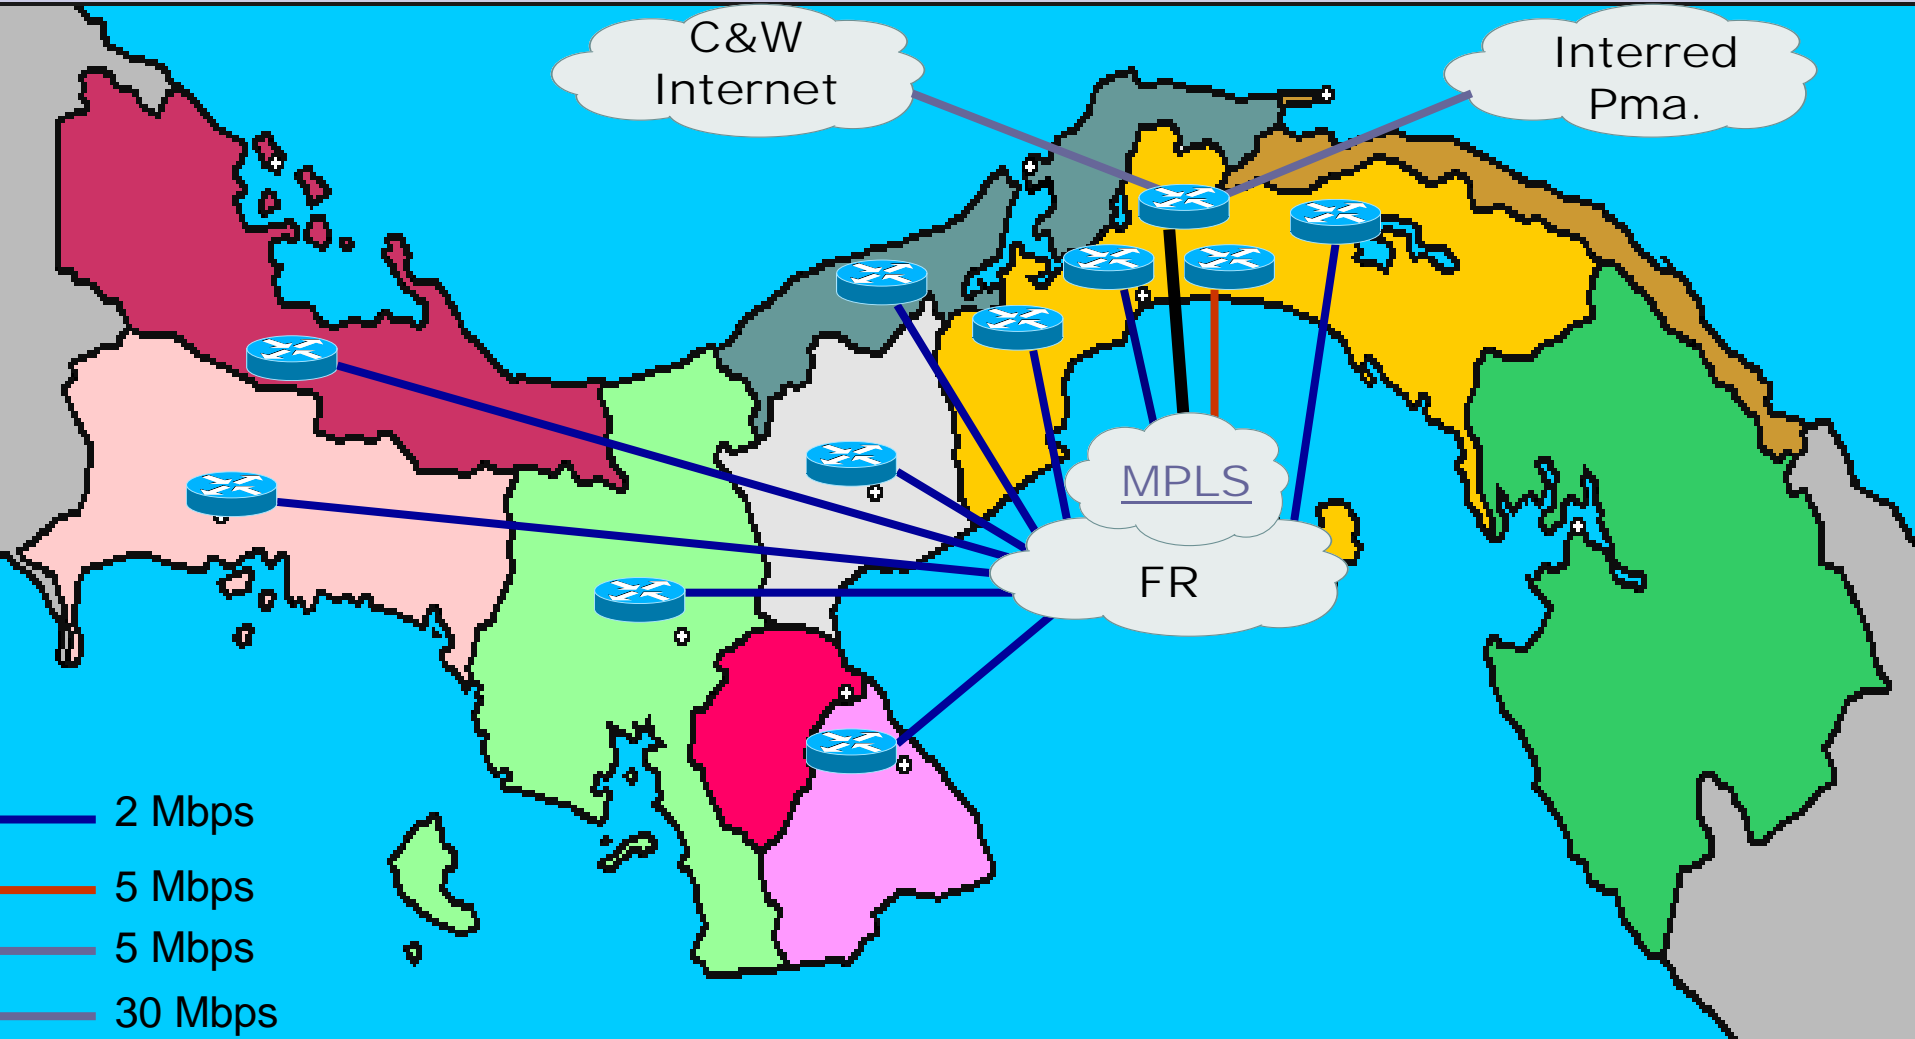 C&W
Internet
Interred
Pma.
MPLS
FR
2 Mbps
5 Mbps
5 Mbps
30 Mbps